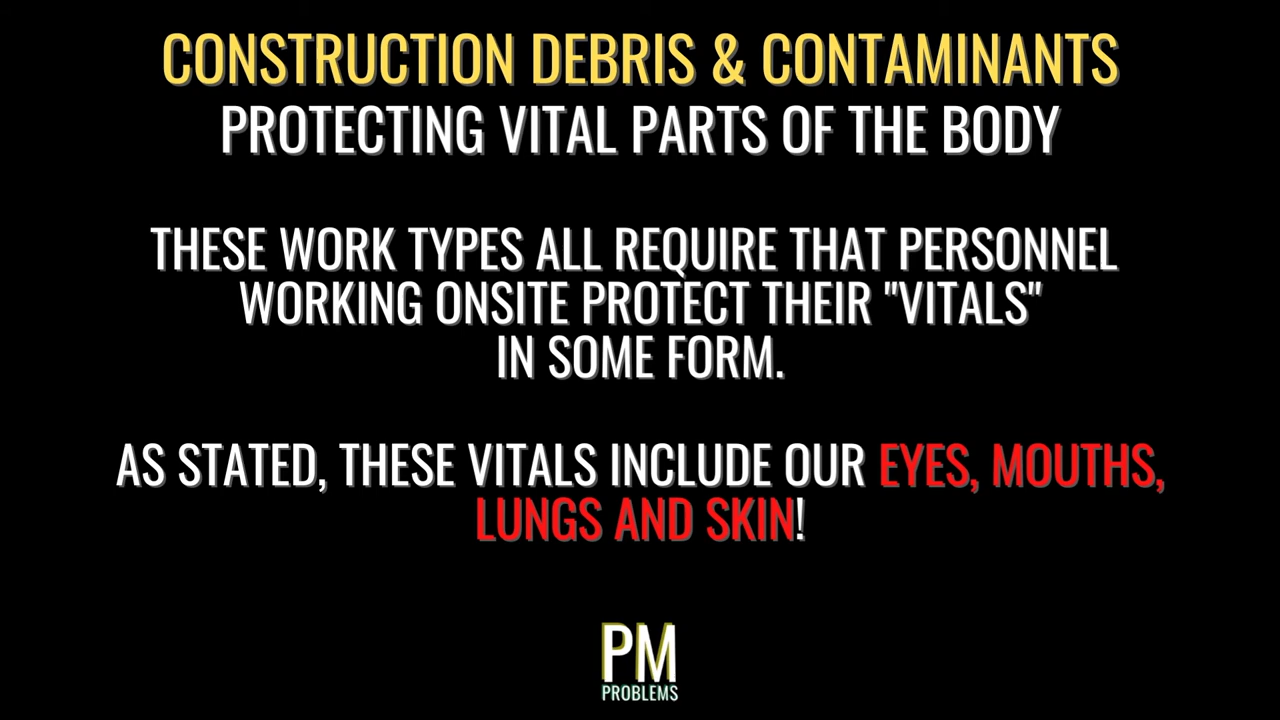 CONSTRUCTION DEBRIS & CONTAMINANTS
PROTECTING VITAL PARTS OF THE BODY
THESE WORK TYPES ALL REQUIRE THAT PERSONNEL
WORKING ONSITE PROTECT THEIR "VITALS"
IN SOME FORM.
AS STATED, THESE VITALS INCLUDE OUR EYES, MOUTHS,
LUNGS AND SKIN!
PM
PROBLEMS